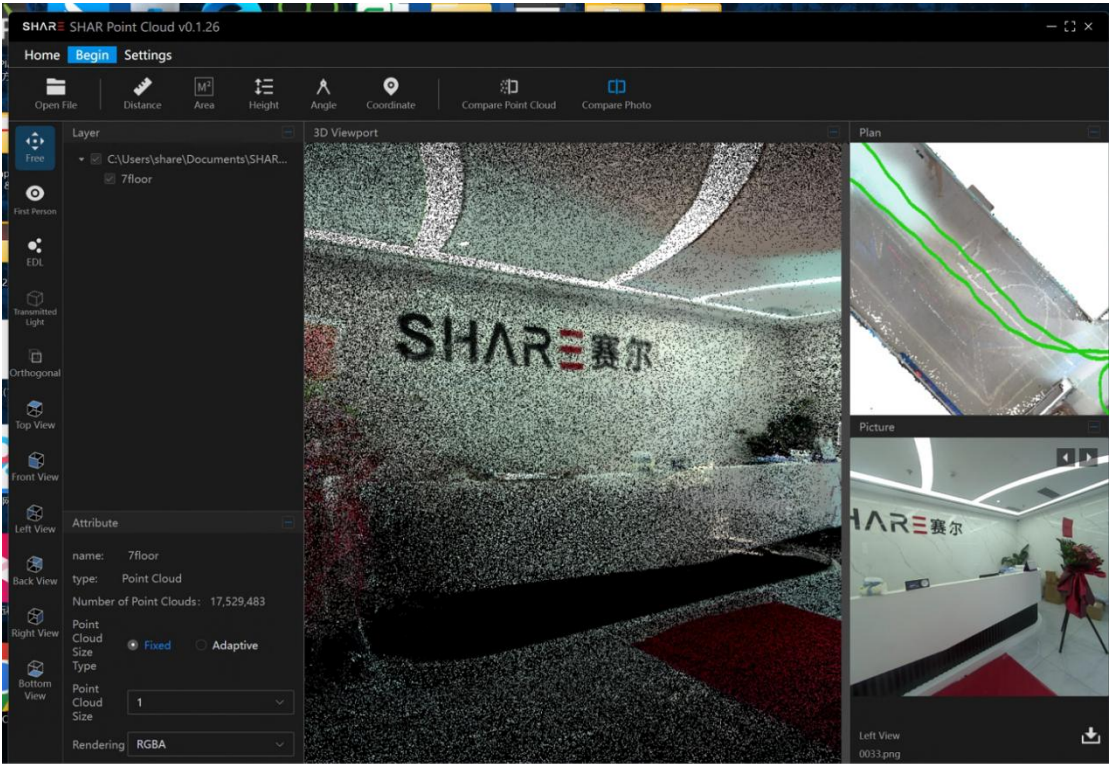 SHARE SHAR Point Cloud v0.1.26
Home Begin Settings
Open File
Distance
M²
Area
Height
Angle
Coordinate
Compare Point Cloud
Compare Photo
Free
First Person
EDL
Transmitted
Light
Orthogonal
Top View
Front View
Left View
Back View
Right View
Bottom
View
Layer
C:\Users\share\Documents\SHAR...
7floor
Attribute
name: 7floor
type: Point Cloud
Number of Point Clouds: 17,529,483
Point
Cloud
Size
Type
Fixed Adaptive
Point
Cloud
Size
1
Rendering RGBA
3D Viewport
SHARE赛尔
Plan
Picture
HARE赛尔
Left View
0033.png